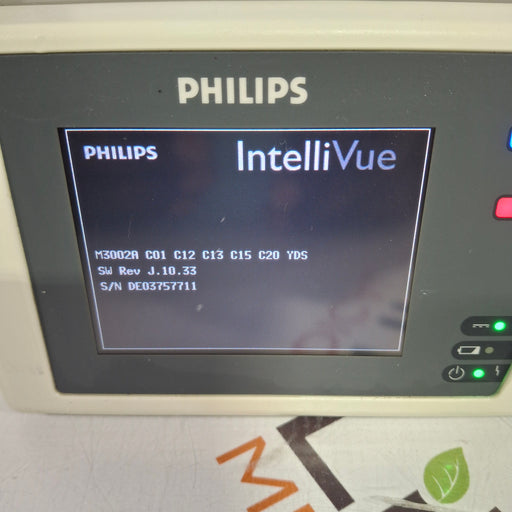 PHILIPS
PHILIPS IntelliVue
M3002A C01 C12 C13 C15 C20 YDS
SW Rev J.10.33
S/N DE03757711